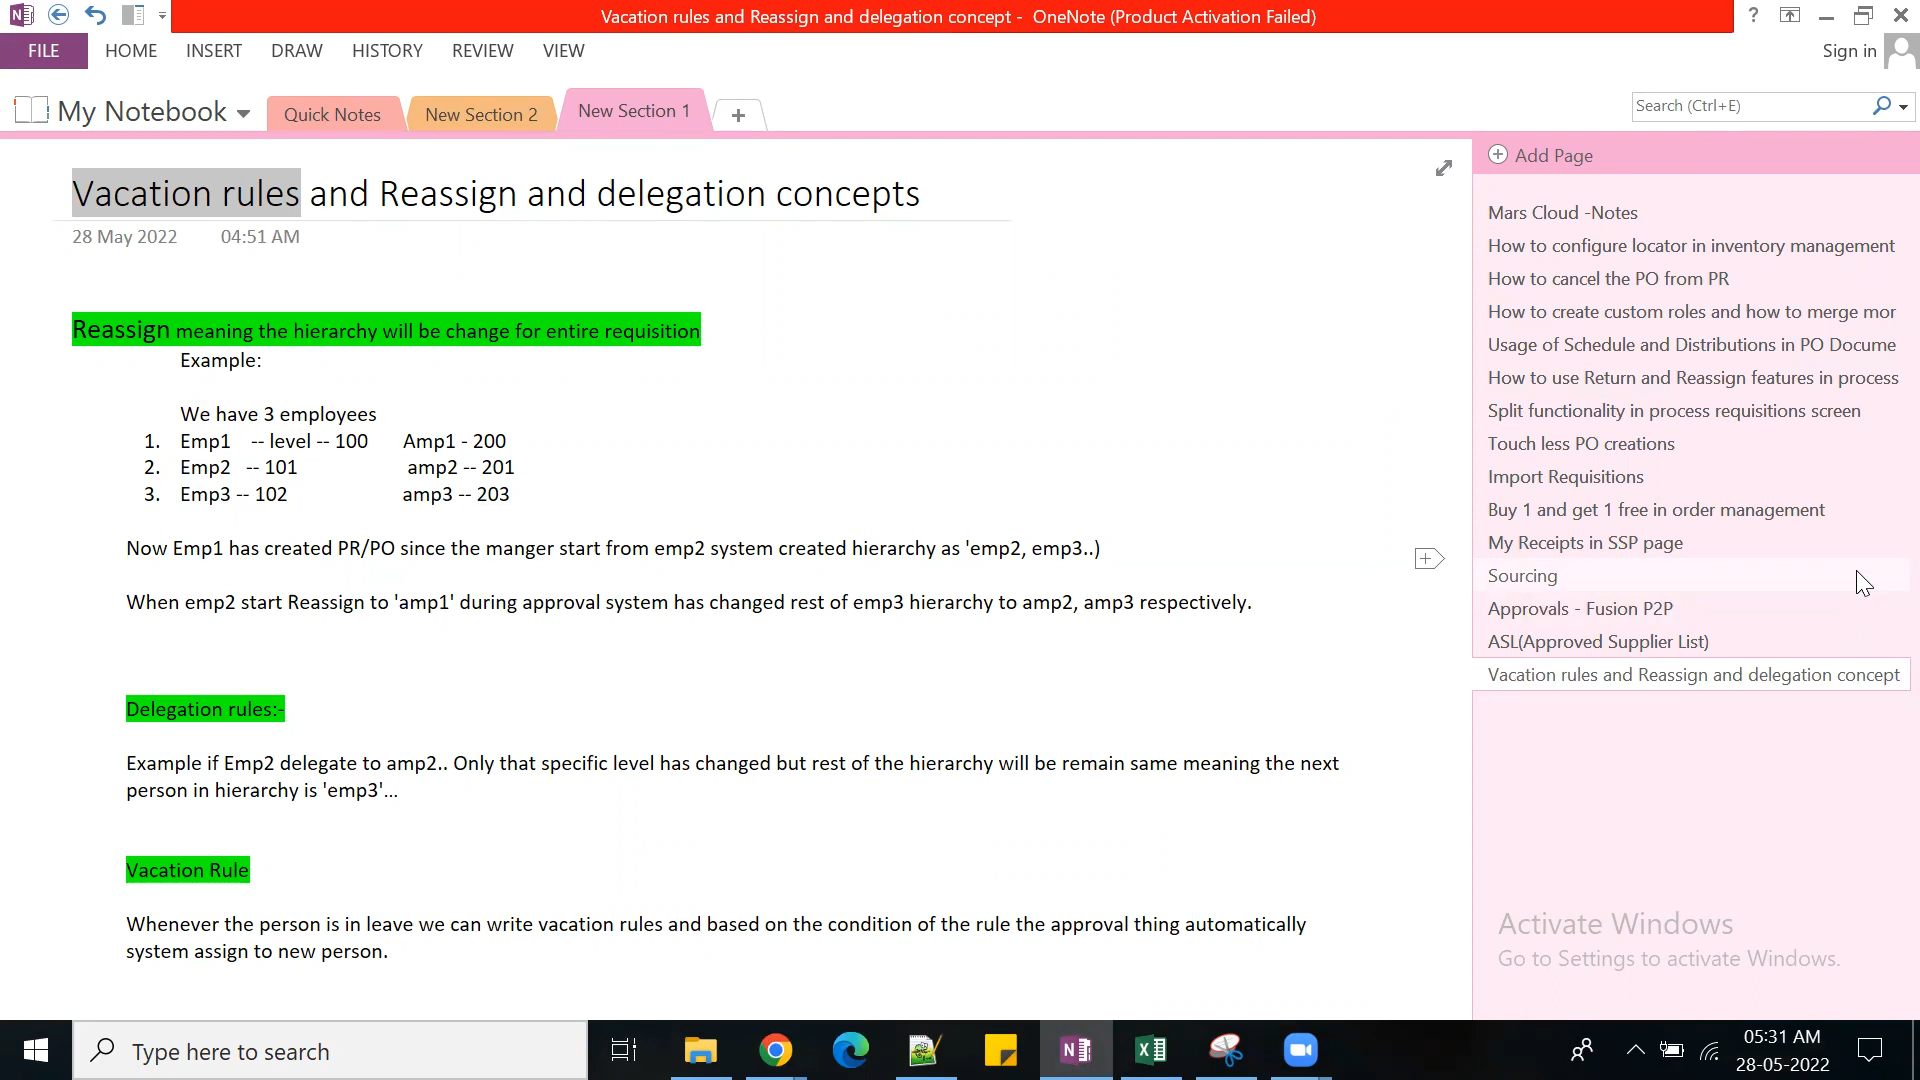 Vacation rules and Reassign and delegation concept - OneNote (Product Activation Failed)
FILE HOME INSERT DRAW HISTORY REVIEW VIEW
Sign in
My Notebook
Quick Notes
New Section 2
New Section 1
Search (Ctrl+E)
Vacation rules and Reassign and delegation concepts
28 May 2022 04:51 AM
Reassign meaning the hierarchy will be change for entire requisition
Example:
We have 3 employees
1. Emp1 -- level -- 100 Amp1 - 200
2. Emp2 -- 101 amp2 -- 201
3. Emp3 -- 102 amp3 -- 203
Now Emp1 has created PR/PO since the manger start from emp2 system created hierarchy as 'emp2, emp3..)
When emp2 start Reassign to 'amp1' during approval system has changed rest of emp3 hierarchy to amp2, amp3 respectively.
Delegation rules:-
Example if Emp2 delegate to amp2.. Only that specific level has changed but rest of the hierarchy will be remain same meaning the next
person in hierarchy is 'emp3'...
Vacation Rule
Whenever the person is in leave we can write vacation rules and based on the condition of the rule the approval thing automatically
system assign to new person.
Add Page
Mars Cloud -Notes
How to configure locator in inventory management
How to cancel the PO from PR
How to create custom roles and how to merge mor
Usage of Schedule and Distributions in PO Docume
How to use Return and Reassign features in process
Split functionality in process requisitions screen
Touch less PO creations
Import Requisitions
Buy 1 and get 1 free in order management
My Receipts in SSP page
Sourcing
Approvals - Fusion P2P
ASL(Approved Supplier List)
Vacation rules and Reassign and delegation concept
Activate Windows
Go to Settings to activate Windows.
Type here to search
05:31 AM
28-05-2022